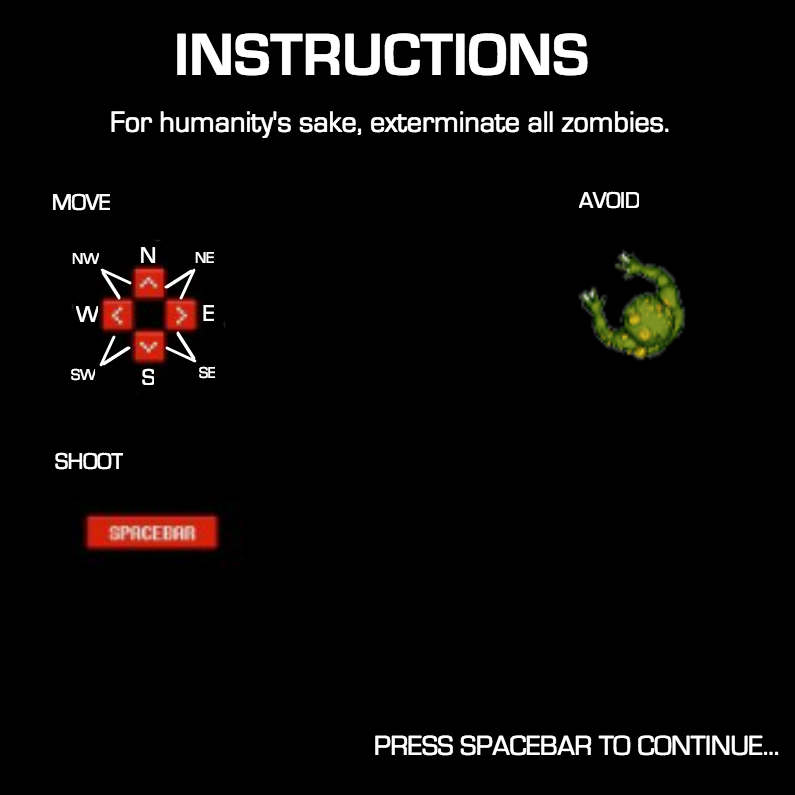 INSTRUCTIONS
For humanity's sake, exterminate all zombies.
MOVE
AVOID
NW N NE
W E
SW S SE
SHOOT
SPACEBAR
PRESS SPACEBAR TO CONTINUE...